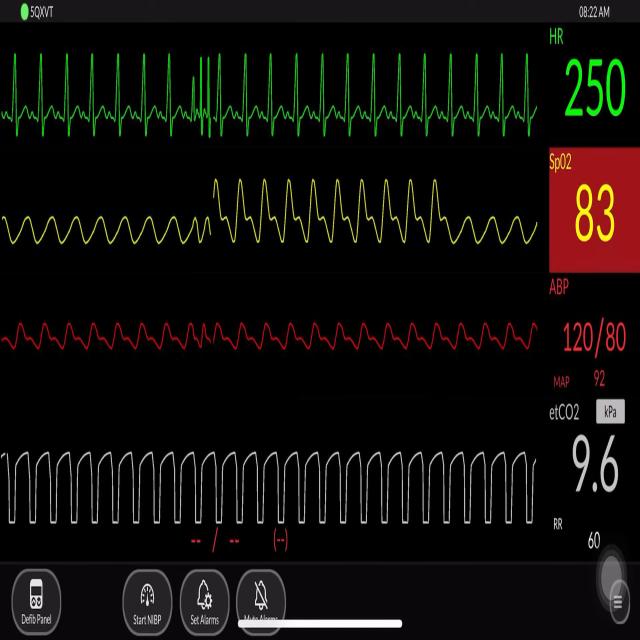 5QXVT
08:22 AM
HR
250
SpO2
83
ABP
120/80
MAP 92
etCO2 kPa
9.6
RR
60
-- / -- (--)
Defib Panel
Start NIBP
Set Alarms
Mute Alarms